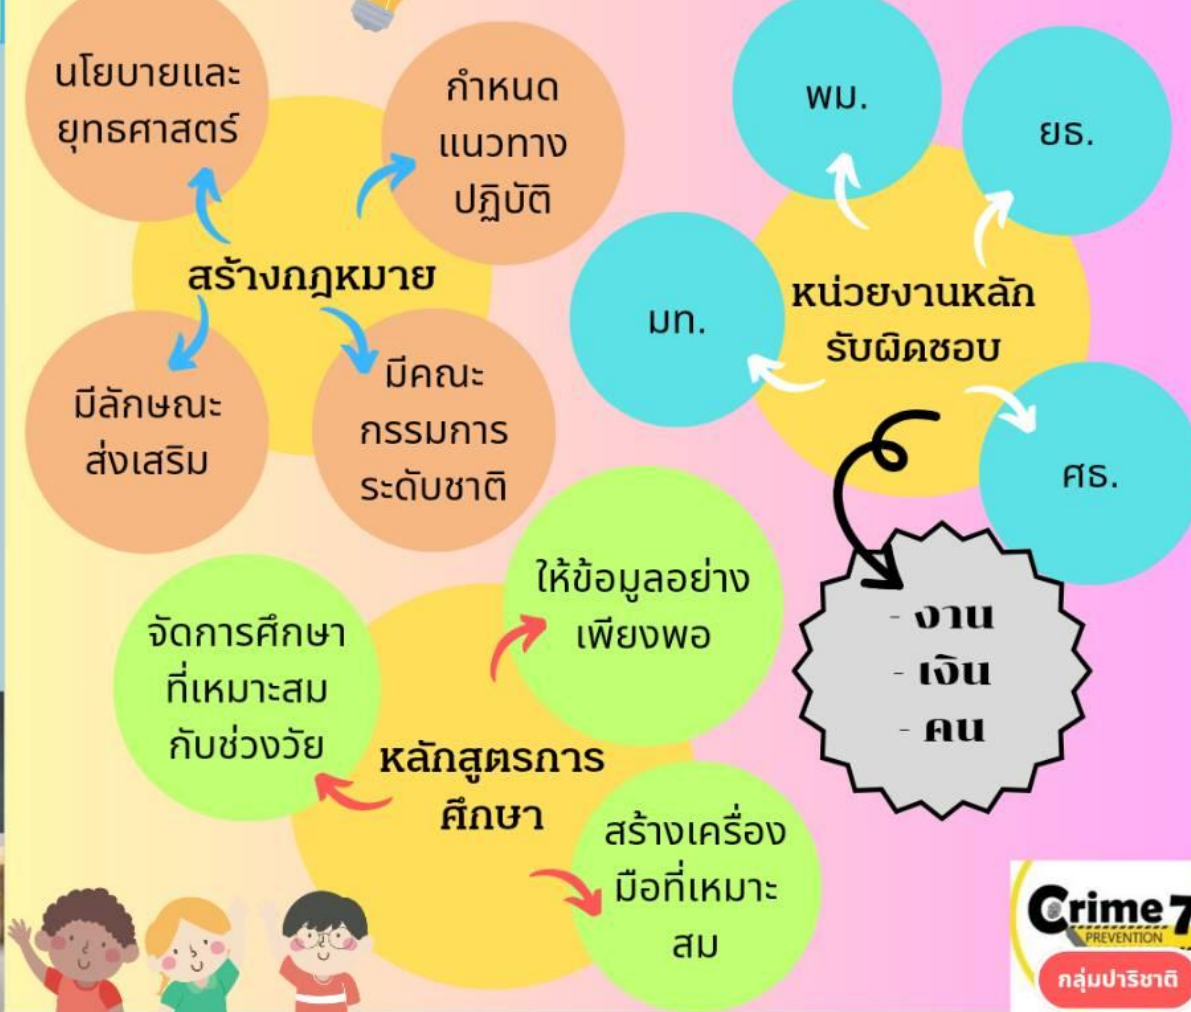 นโยบายและ
ยุทธศาสตร์
กำหนด
แนวทาง
ปฏิบัติ
สร้างกฎหมาย
มีลักษณะ
ส่งเสริม
มีคณะ
กรรมการ
ระดับชาติ
พม.
ยธ.
มท.
หน่วยงานหลัก
รับผิดชอบ
ศธ.
- งาน
- เงิน
- คน
ให้ข้อมูลอย่าง
เพียงพอ
จัดการศึกษา
ที่เหมาะสม
กับช่วงวัย
หลักสูตรการ
ศึกษา
สร้างเครื่อง
มือที่เหมาะ
สม
Crime 7
PREVENTION
กลุ่มปาริชาติ